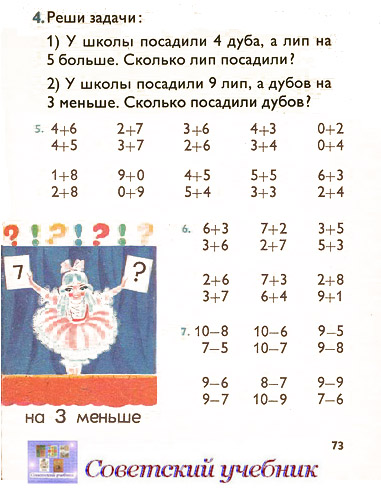 4. Реши задачи:
1) У школы посадили 4 дуба, а лип на
5 больше. Сколько лип посадили?
2) У школы посадили 9 лип, а дубов на
3 меньше. Сколько посадили дубов?
5. 4+6 2+7 3+6 4+3 0+2
4+5 3+7 2+6 3+4 0+4
1+8 9+0 4+5 5+5 6+3
2+8 0+9 5+4 3+3 2+4
? ! ? ! ? ! ? !
7 ?
на 3 меньше
6. 6+3 7+2 3+5
3+6 2+7 5+3
2+6 7+3 2+8
3+7 6+4 9+1
7. 10−8 10−6 9−5
7−5 10−7 9−8
9−6 8−7 9−9
9−7 10−9 7−6
73
Советский учебник